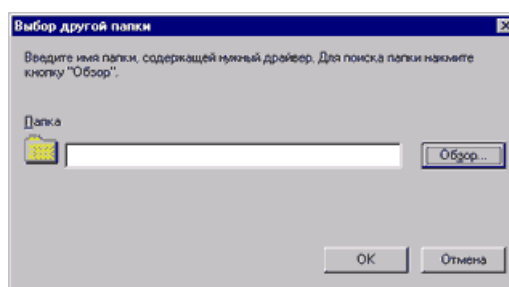 Выбор другой папки
Введите имя папки, содержащей нужный драйвер. Для поиска папки нажмите
кнопку "Обзор".
Папка
Обзор...
OK
Отмена